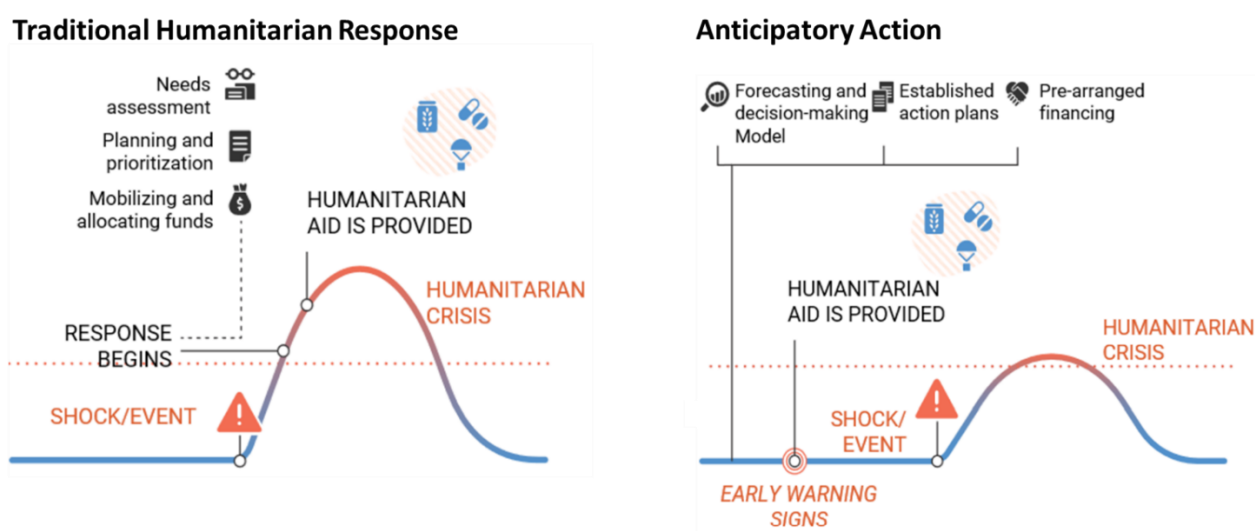 Traditional Humanitarian Response
Needs
assessment
Planning and
prioritization
Mobilizing and
allocating funds
HUMANITARIAN
AID IS PROVIDED
HUMANITARIAN
CRISIS
RESPONSE
BEGINS
SHOCK/EVENT
Anticipatory Action
Forecasting and
decision-making
Model
Established
action plans
Pre-arranged
financing
HUMANITARIAN
AID IS PROVIDED
HUMANITARIAN
CRISIS
SHOCK/
EVENT
EARLY WARNING
SIGNS